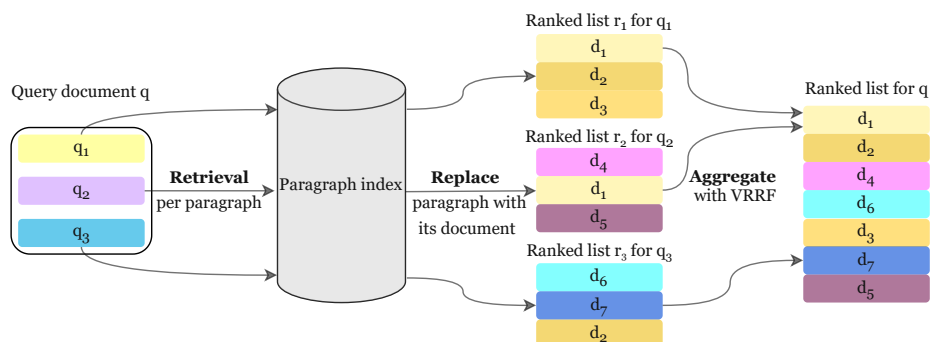 Query document q
q₁
q₂
q₃
Retrieval
per paragraph
Paragraph index
Replace
paragraph with
its document
Ranked list r₁ for q₁
d₁
d₂
d₃
Ranked list r₂ for q₂
d₄
d₁
d₅
Ranked list r₃ for q₃
d₆
d₇
d₂
Aggregate
with VRRF
Ranked list for q
d₁
d₂
d₄
d₆
d₃
d₇
d₅